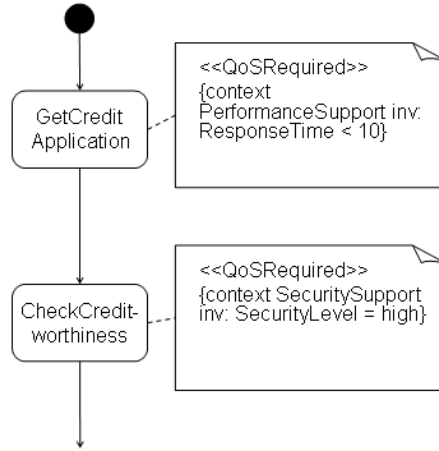 <<QoSRequired>>
{context
PerformanceSupport inv:
ResponseTime < 10}
GetCredit
Application
<<QoSRequired>>
{context SecuritySupport
inv: SecurityLevel = high}
CheckCredit-
worthiness